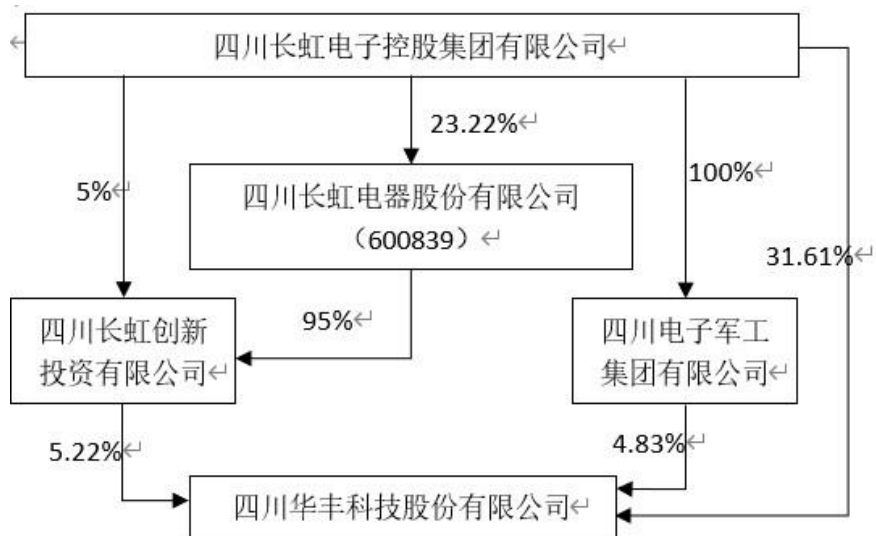 四川长虹电子控股集团有限公司
23.22%
5%
100%
四川长虹电器股份有限公司
（600839）
31.61%
95%
四川长虹创新
投资有限公司
四川电子军工
集团有限公司
5.22%
4.83%
四川华丰科技股份有限公司